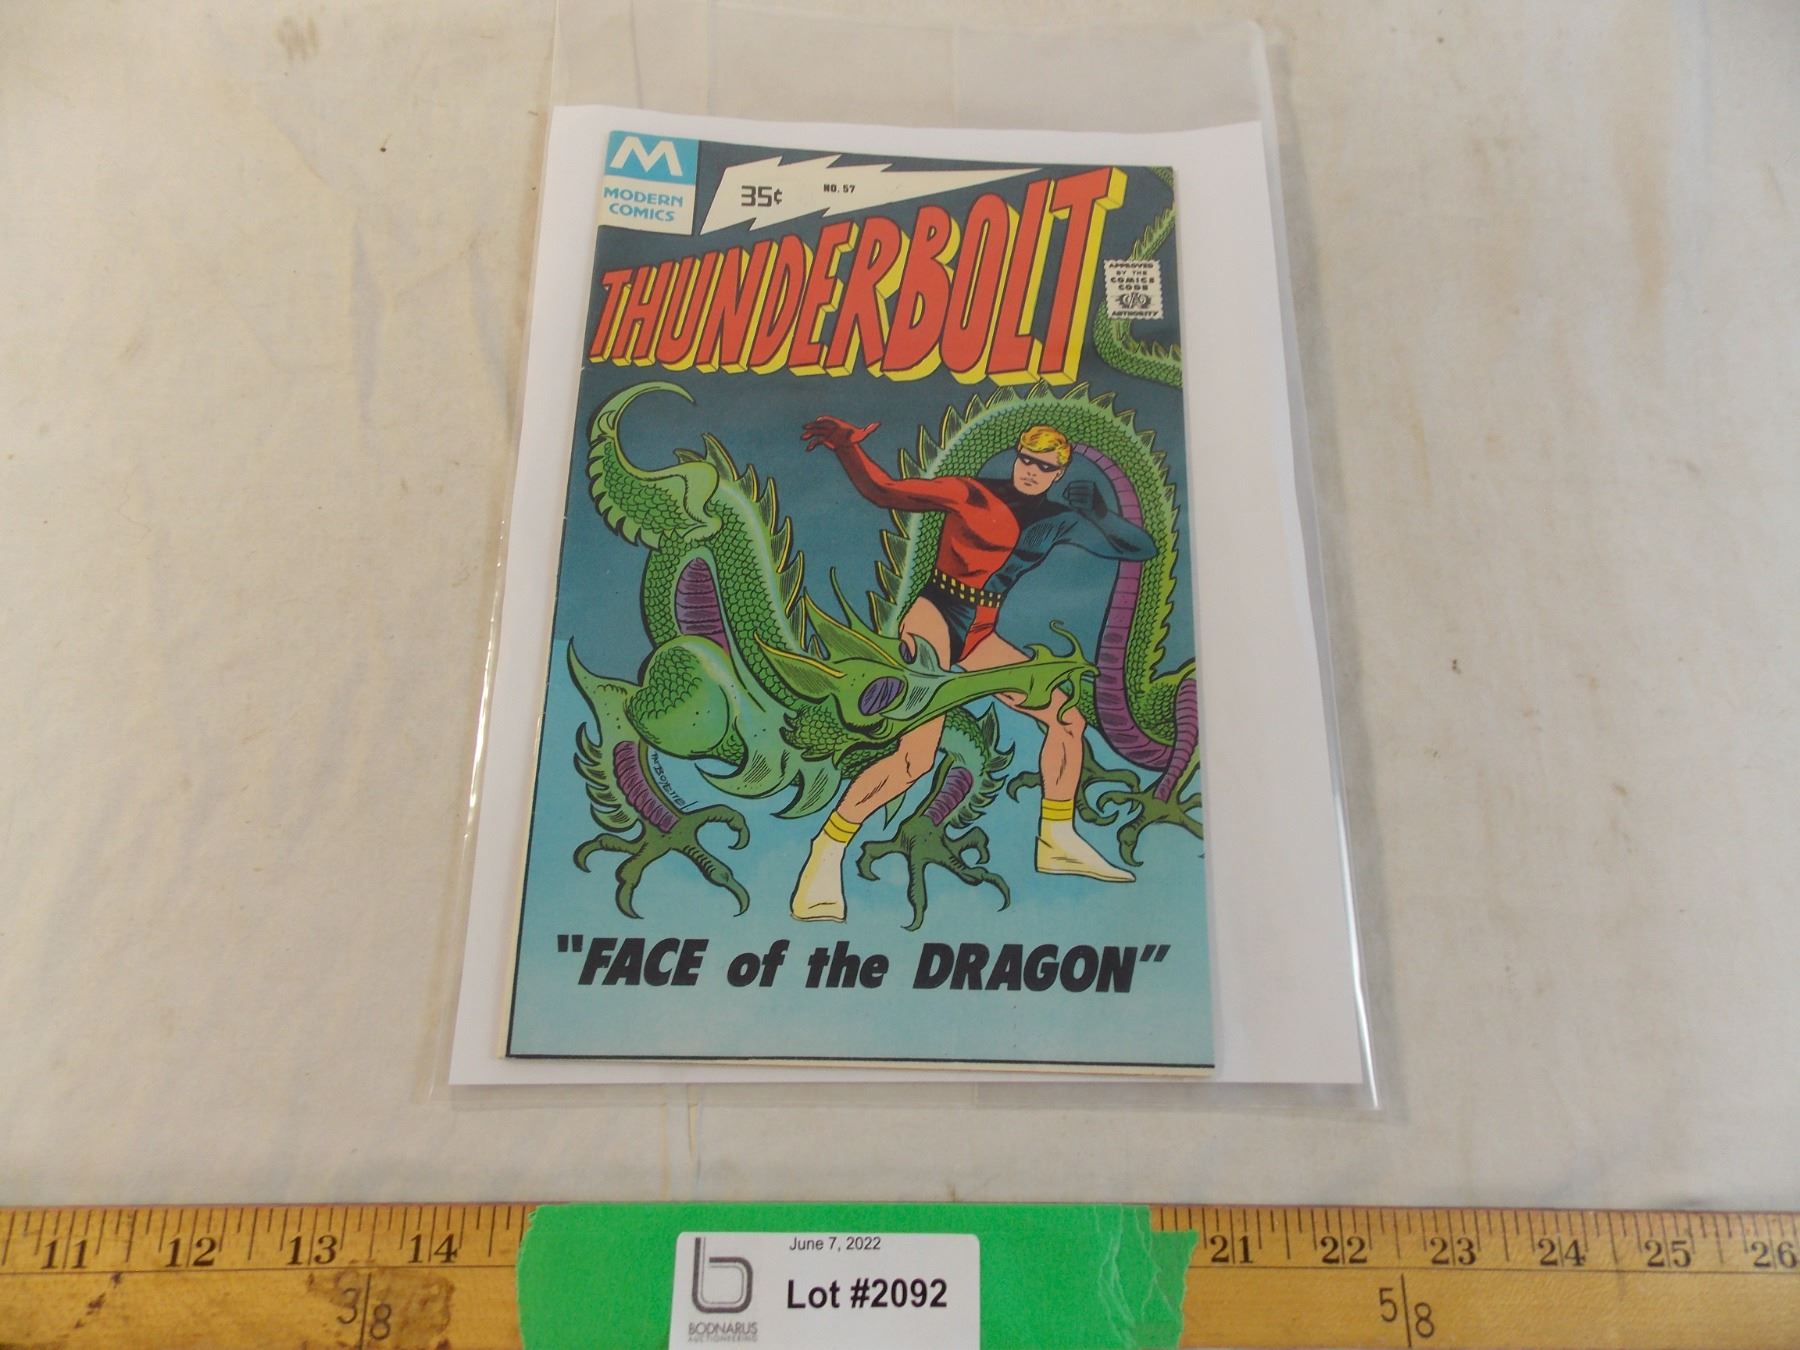 M
MODERN
COMICS
35¢
NO. 57
THUNDERBOLT
APPROVED
BY THE
COMICS
CODE
AUTHORITY
"FACE of the DRAGON"
11 12 13 14 21 22 23 24 25 26
3/8
5/8
June 7, 2022
Lot #2092
BODNARUS
AUCTIONEERING